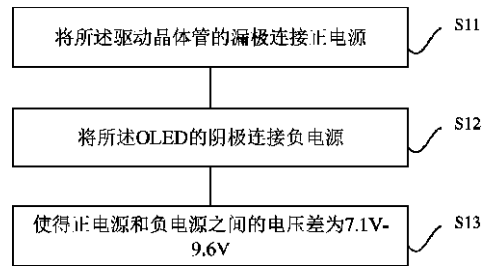 将所述驱动晶体管的漏极连接正电源
S11
将所述OLED的阴极连接负电源
S12
使得正电源和负电源之间的电压差为7.1V-
9.6V
S13